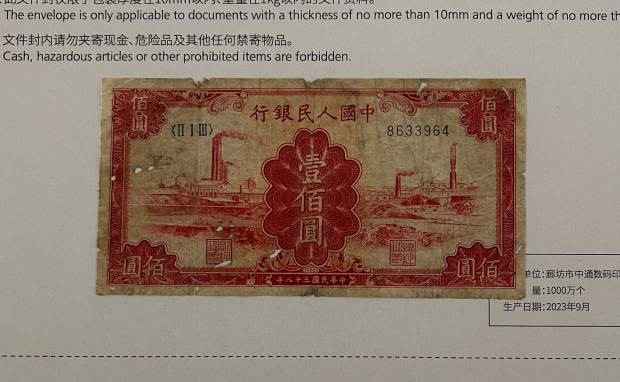 The envelope is only applicable to documents with a thickness of no more than 10mm and a weight of no more th
文件封内请勿夹寄现金、危险品及其他任何禁寄物品。
Cash, hazardous articles or other prohibited items are forbidden.
佰圓
行銀民人國中
佰圓
〈II I III〉
8633964
壹佰圓
圓佰
年八十三國民華中
圓佰
单位:廊坊市中通数码印
量:1000万个
生产日期:2023年9月